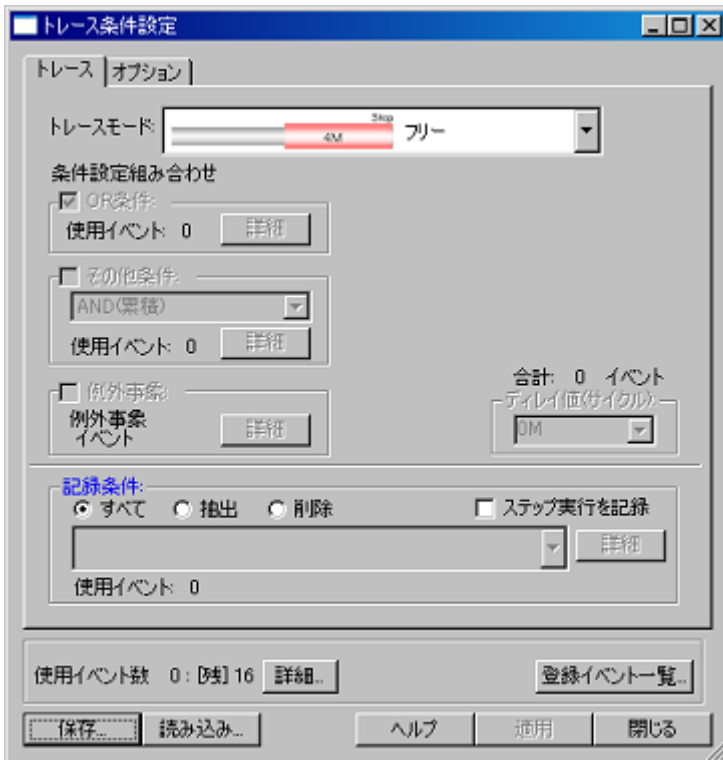 トレース条件設定
トレース オプション
トレースモード: 4M Stop フリー
条件設定組み合わせ
OR条件:
使用イベント: 0 詳細
その他条件:
AND(累積)
使用イベント: 0 詳細
合計: 0 イベント
例外事象:
ディレイ値(サイクル):
例外事象
イベント
詳細
0M
記録条件:
すべて 抽出 削除 ステップ実行を記録
詳細
使用イベント: 0
使用イベント数 0 : [残] 16 詳細... 登録イベント一覧...
保存... 読み込み... ヘルプ 適用 閉じる